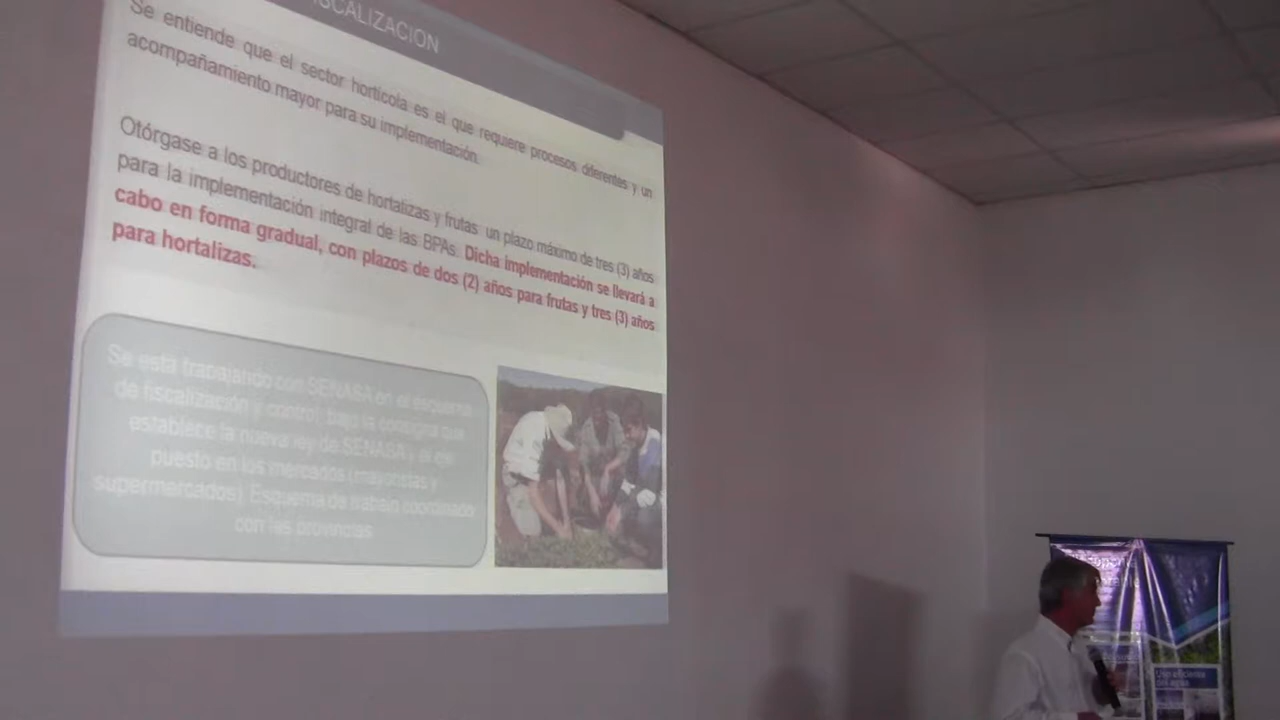 FISCALIZACION
Se entiende que el sector hortícola es el que requiere procesos diferentes y un
acompañamiento mayor para su implementación.
Otórgase a los productores de hortalizas y frutas un plazo máximo de tres (3) años
para la implementación integral de las BPAs. Dicha implementación se llevará a
cabo en forma gradual, con plazos de dos (2) años para frutas y tres (3) años
para hortalizas.
Se está trabajando con SENASA en el esquema
de fiscalización y control, bajo la consigna que
establece la nueva ley de SENASA y el
puesto en los mercados (mayoristas y
supermercados). Esquema de trabajo coordinado
con las provincias
Uso eficiente
del agua